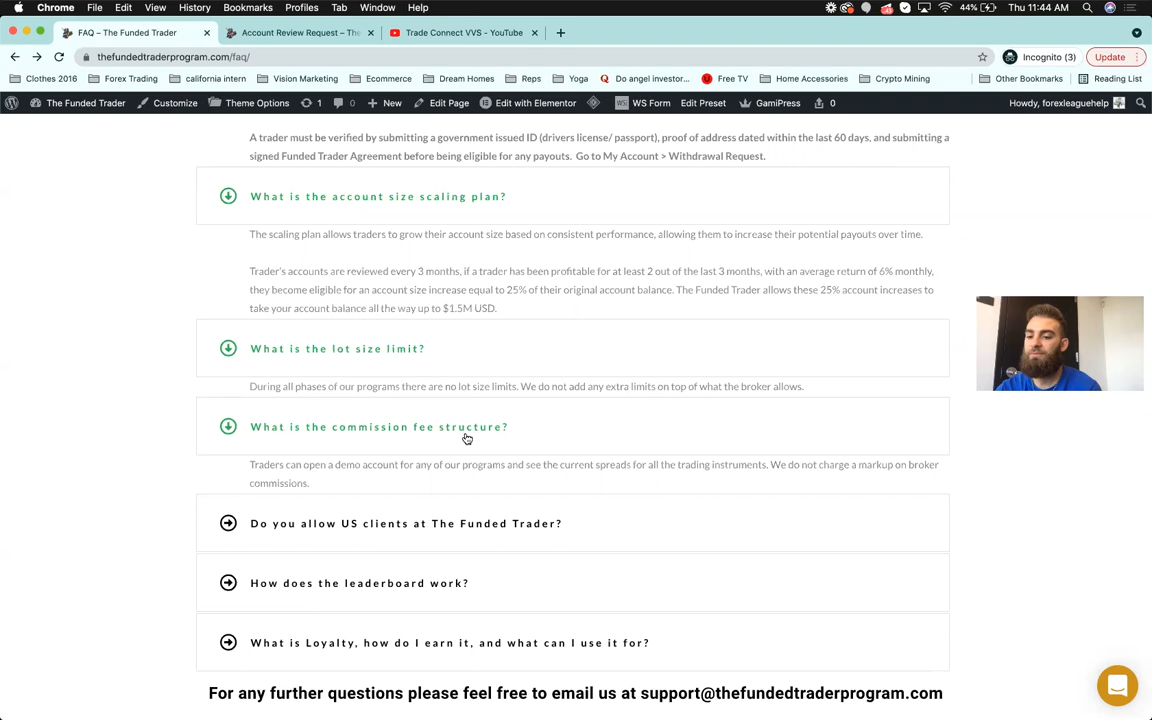 Chrome File Edit View History Bookmarks Profiles Tab Window Help 44% Thu 11:44 AM
FAQ – The Funded Trader Account Review Request – The Trade Connect VVS - YouTube
thefundedtraderprogram.com/faq/ Incognito (3) Update
Clothes 2016 Forex Trading california intern Vision Marketing Ecommerce Dream Homes Reps Yoga Do angel investor... Free TV Home Accessories Crypto Mining Other Bookmarks Reading List
The Funded Trader Customize Theme Options 1 0 New Edit Page Edit with Elementor WS Form Edit Preset GamiPress 0 Howdy, forexleaguehelp
A trader must be verified by submitting a government issued ID (drivers license/ passport), proof of address dated within the last 60 days, and submitting a
signed Funded Trader Agreement before being eligible for any payouts. Go to My Account > Withdrawal Request.
What is the account size scaling plan?
The scaling plan allows traders to grow their account size based on consistent performance, allowing them to increase their potential payouts over time.
Trader's accounts are reviewed every 3 months, if a trader has been profitable for at least 2 out of the last 3 months, with an average return of 6% monthly,
they become eligible for an account size increase equal to 25% of their original account balance. The Funded Trader allows these 25% account increases to
take your account balance all the way up to $1.5M USD.
What is the lot size limit?
During all phases of our programs there are no lot size limits. We do not add any extra limits on top of what the broker allows.
What is the commission fee structure?
Traders can open a demo account for any of our programs and see the current spreads for all the trading instruments. We do not charge a markup on broker
commissions.
Do you allow US clients at The Funded Trader?
How does the leaderboard work?
What is Loyalty, how do I earn it, and what can I use it for?
For any further questions please feel free to email us at support@thefundedtraderprogram.com